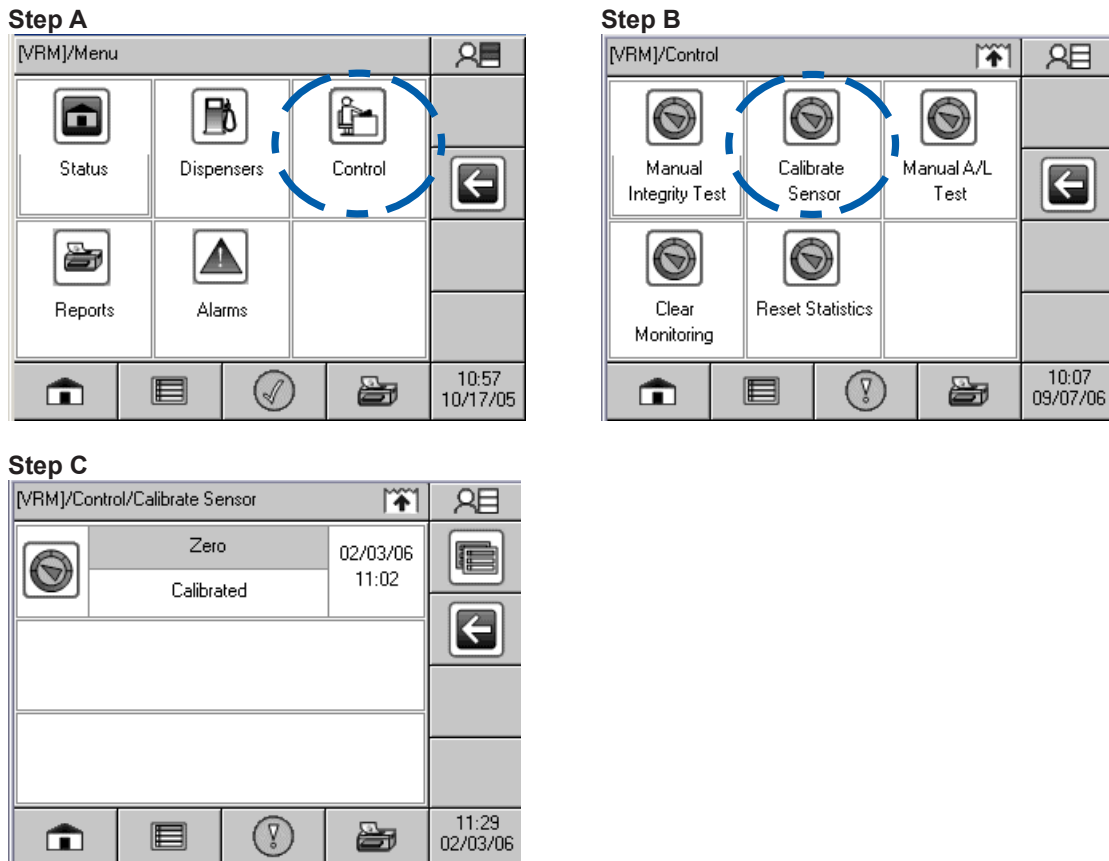 Step A
[VRM]/Menu
Status
Dispensers
Control
Reports
Alarms
10:57
10/17/05
Step B
[VRM]/Control
Manual
Integrity Test
Calibrate
Sensor
Manual A/L
Test
Clear
Monitoring
Reset Statistics
10:07
09/07/06
Step C
[VRM]/Control/Calibrate Sensor
Zero
Calibrated
02/03/06
11:02
11:29
02/03/06